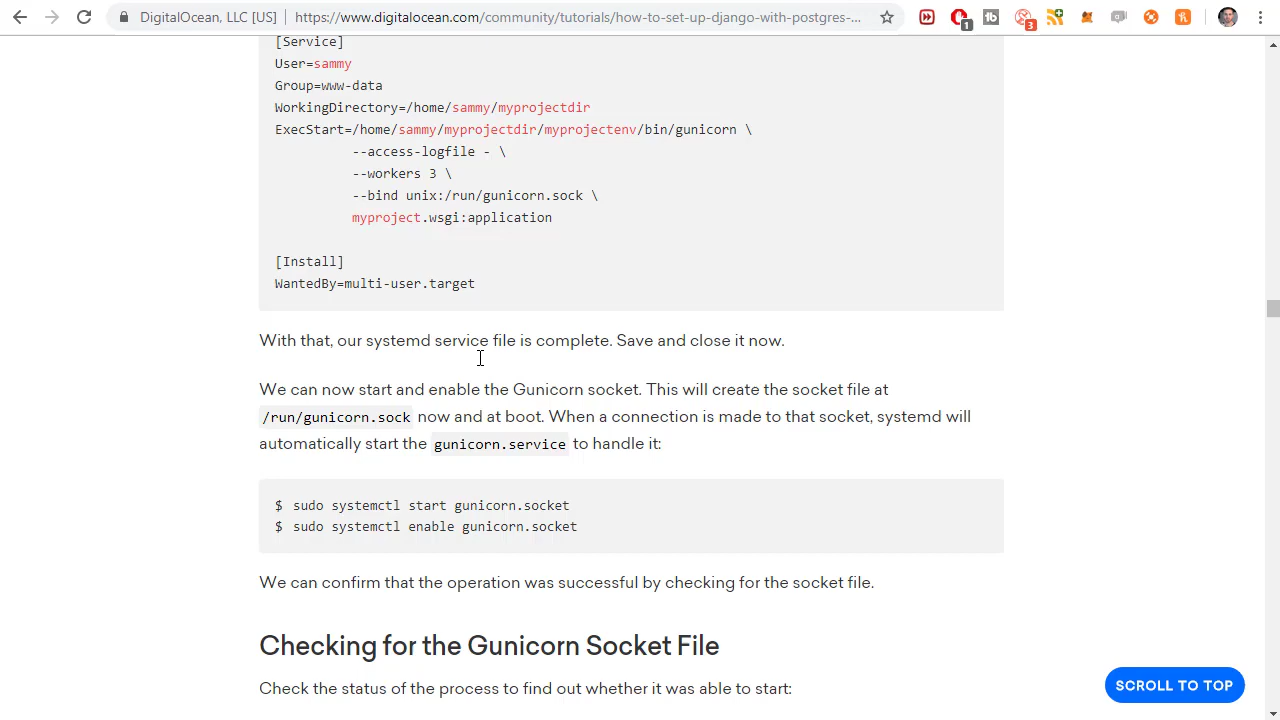 DigitalOcean, LLC [US]
https://www.digitalocean.com/community/tutorials/how-to-set-up-django-with-postgres-...
1
3
[Service]
User=sammy
Group=www-data
WorkingDirectory=/home/sammy/myprojectdir
ExecStart=/home/sammy/myprojectdir/myprojectenv/bin/gunicorn \
--access-logfile - \
--workers 3 \
--bind unix:/run/gunicorn.sock \
myproject.wsgi:application
[Install]
WantedBy=multi-user.target
With that, our systemd service file is complete. Save and close it now.
We can now start and enable the Gunicorn socket. This will create the socket file at
/run/gunicorn.sock now and at boot. When a connection is made to that socket, systemd will
automatically start the gunicorn.service to handle it:
$ sudo systemctl start gunicorn.socket
$ sudo systemctl enable gunicorn.socket
We can confirm that the operation was successful by checking for the socket file.
Checking for the Gunicorn Socket File
Check the status of the process to find out whether it was able to start:
SCROLL TO TOP